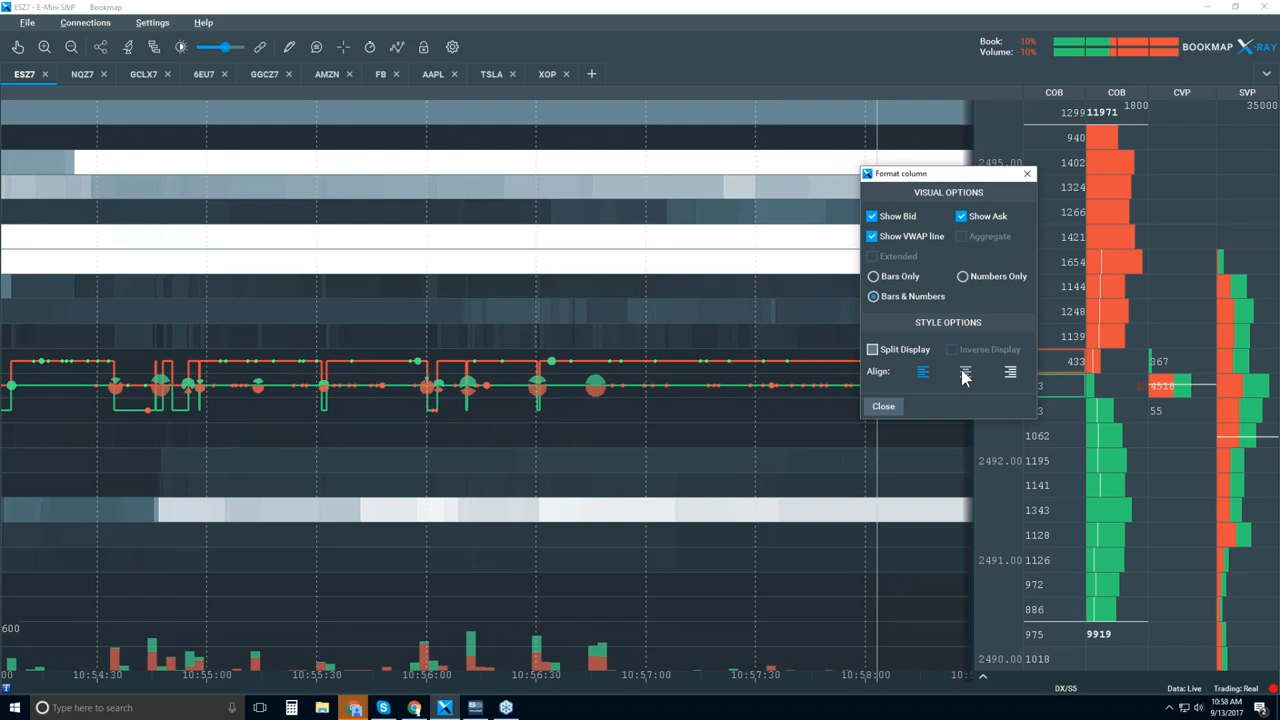 ESZ7 - E-Mini S&P Bookmap
File Connections Settings Help
Book: -10%
Volume: -10%
BOOKMAP X-RAY
ESZ7 × NQZ7 × GCLX7 × 6EU7 × GGCZ7 × AMZN × FB × AAPL × TSLA × XOP × +
COB COB CVP SVP
1299 11971 1800 35000
940
2495.00 1402
1324
1266
1421
1654
1144
1248
1139
433 367
3 4518
3 55
1062
2492.00 1195
1141
1343
1128
2491.00 1126
972
886
975 9919
2490.00 1018
Format column
VISUAL OPTIONS
Show Bid Show Ask
Show VWAP line Aggregate
Extended
Bars Only Numbers Only
Bars & Numbers
STYLE OPTIONS
Split Display Inverse Display
Align:
Close
600
10:54:30 10:55:00 10:55:30 10:56:00 10:56:30 10:57:00 10:57:30 10:58:00
DX/S5 Data: Live Trading: Real
Type here to search
10:58 AM
9/13/2017